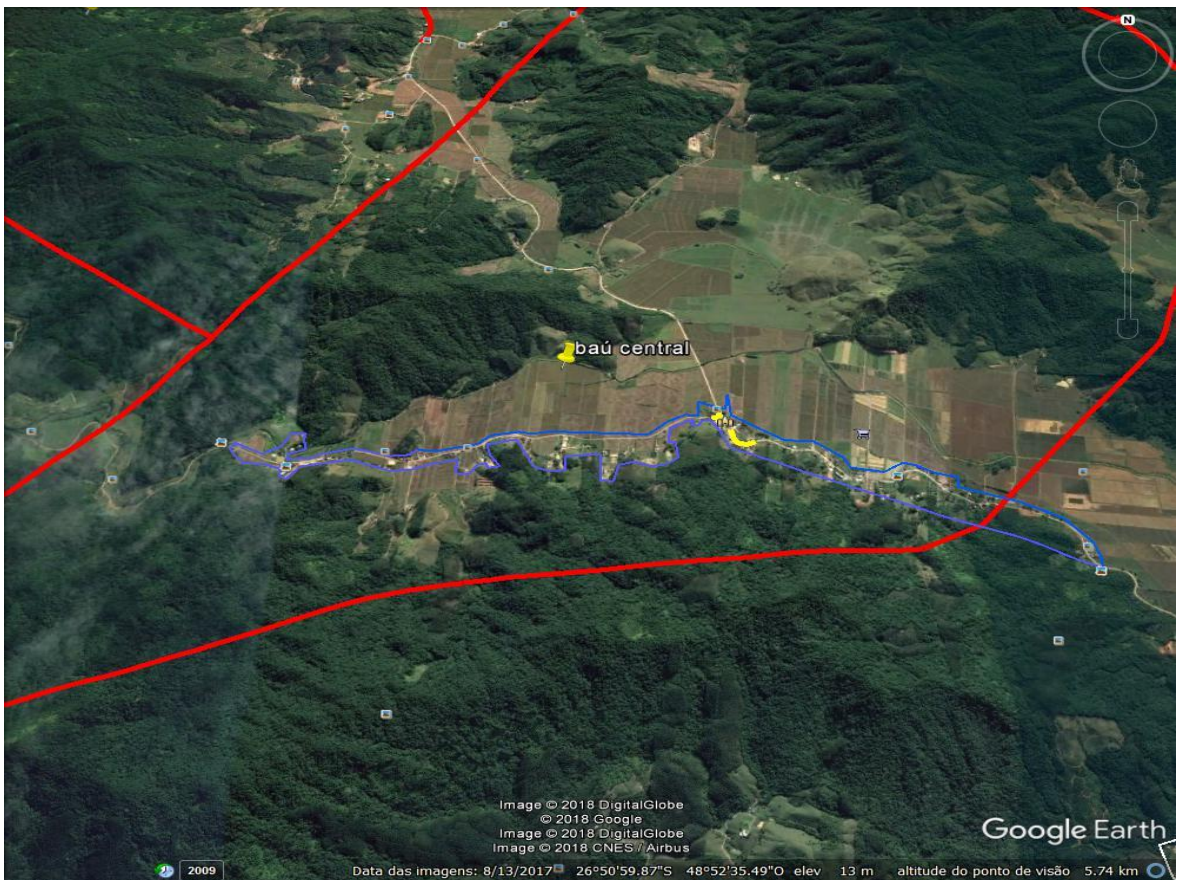 N
baú central
BAÚ
Image © 2018 DigitalGlobe
© 2018 Google
Image © 2018 DigitalGlobe
Image © 2018 CNES / Airbus
Google Earth
2009
Data das imagens: 8/13/2017 26°50'59.87"S 48°52'35.49"O elev 13 m altitude do ponto de visão 5.74 km